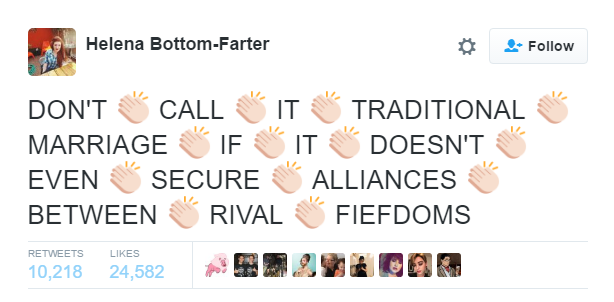 Helena Bottom-Farter
Follow
DON'T 👏🏻 CALL 👏🏻 IT 👏🏻 TRADITIONAL 👏🏻
MARRIAGE 👏🏻 IF 👏🏻 IT 👏🏻 DOESN'T 👏🏻
EVEN 👏🏻 SECURE 👏🏻 ALLIANCES 👏🏻
BETWEEN 👏🏻 RIVAL 👏🏻 FIEFDOMS
RETWEETS LIKES
10,218 24,582